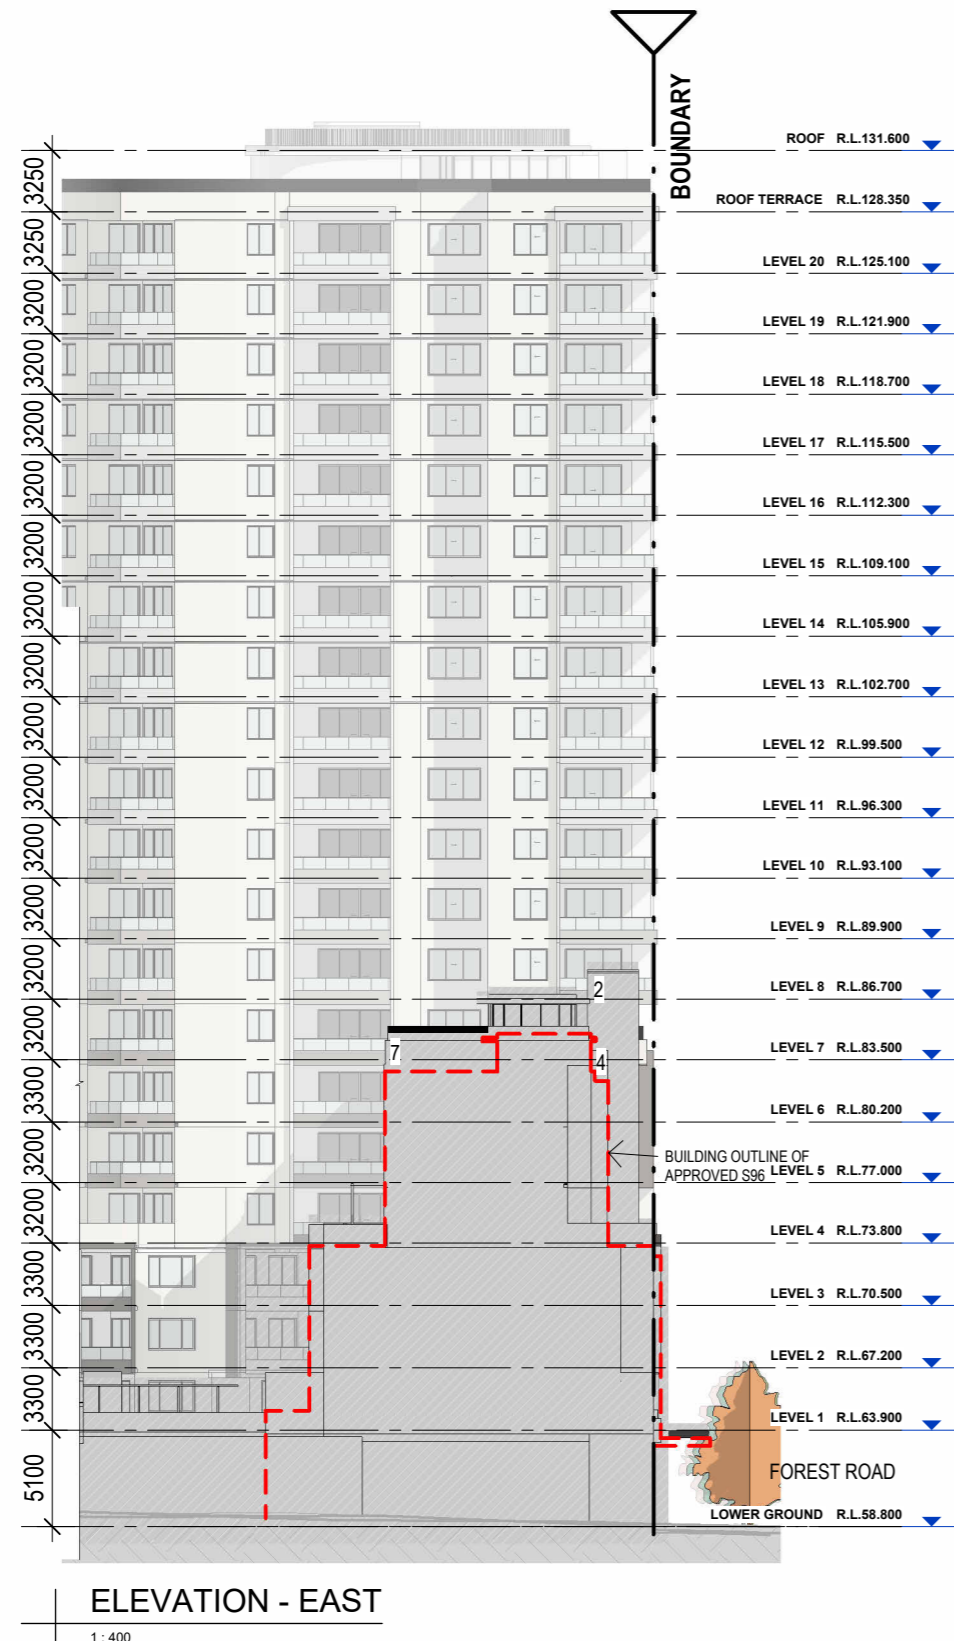 BOUNDARY
ROOF R.L.131.600
3250
ROOF TERRACE R.L.128.350
3250
LEVEL 20 R.L.125.100
3200
LEVEL 19 R.L.121.900
3200
LEVEL 18 R.L.118.700
3200
LEVEL 17 R.L.115.500
3200
LEVEL 16 R.L.112.300
3200
LEVEL 15 R.L.109.100
3200
LEVEL 14 R.L.105.900
3200
LEVEL 13 R.L.102.700
3200
LEVEL 12 R.L.99.500
3200
LEVEL 11 R.L.96.300
3200
LEVEL 10 R.L.93.100
3200
LEVEL 9 R.L.89.900
3200
2
LEVEL 8 R.L.86.700
3200
7
4
LEVEL 7 R.L.83.500
3300
LEVEL 6 R.L.80.200
3200
BUILDING OUTLINE OF
APPROVED S96
LEVEL 5 R.L.77.000
3200
LEVEL 4 R.L.73.800
3300
LEVEL 3 R.L.70.500
3300
LEVEL 2 R.L.67.200
3300
LEVEL 1 R.L.63.900
5100
FOREST ROAD
LOWER GROUND R.L.58.800
ELEVATION - EAST
1 : 400